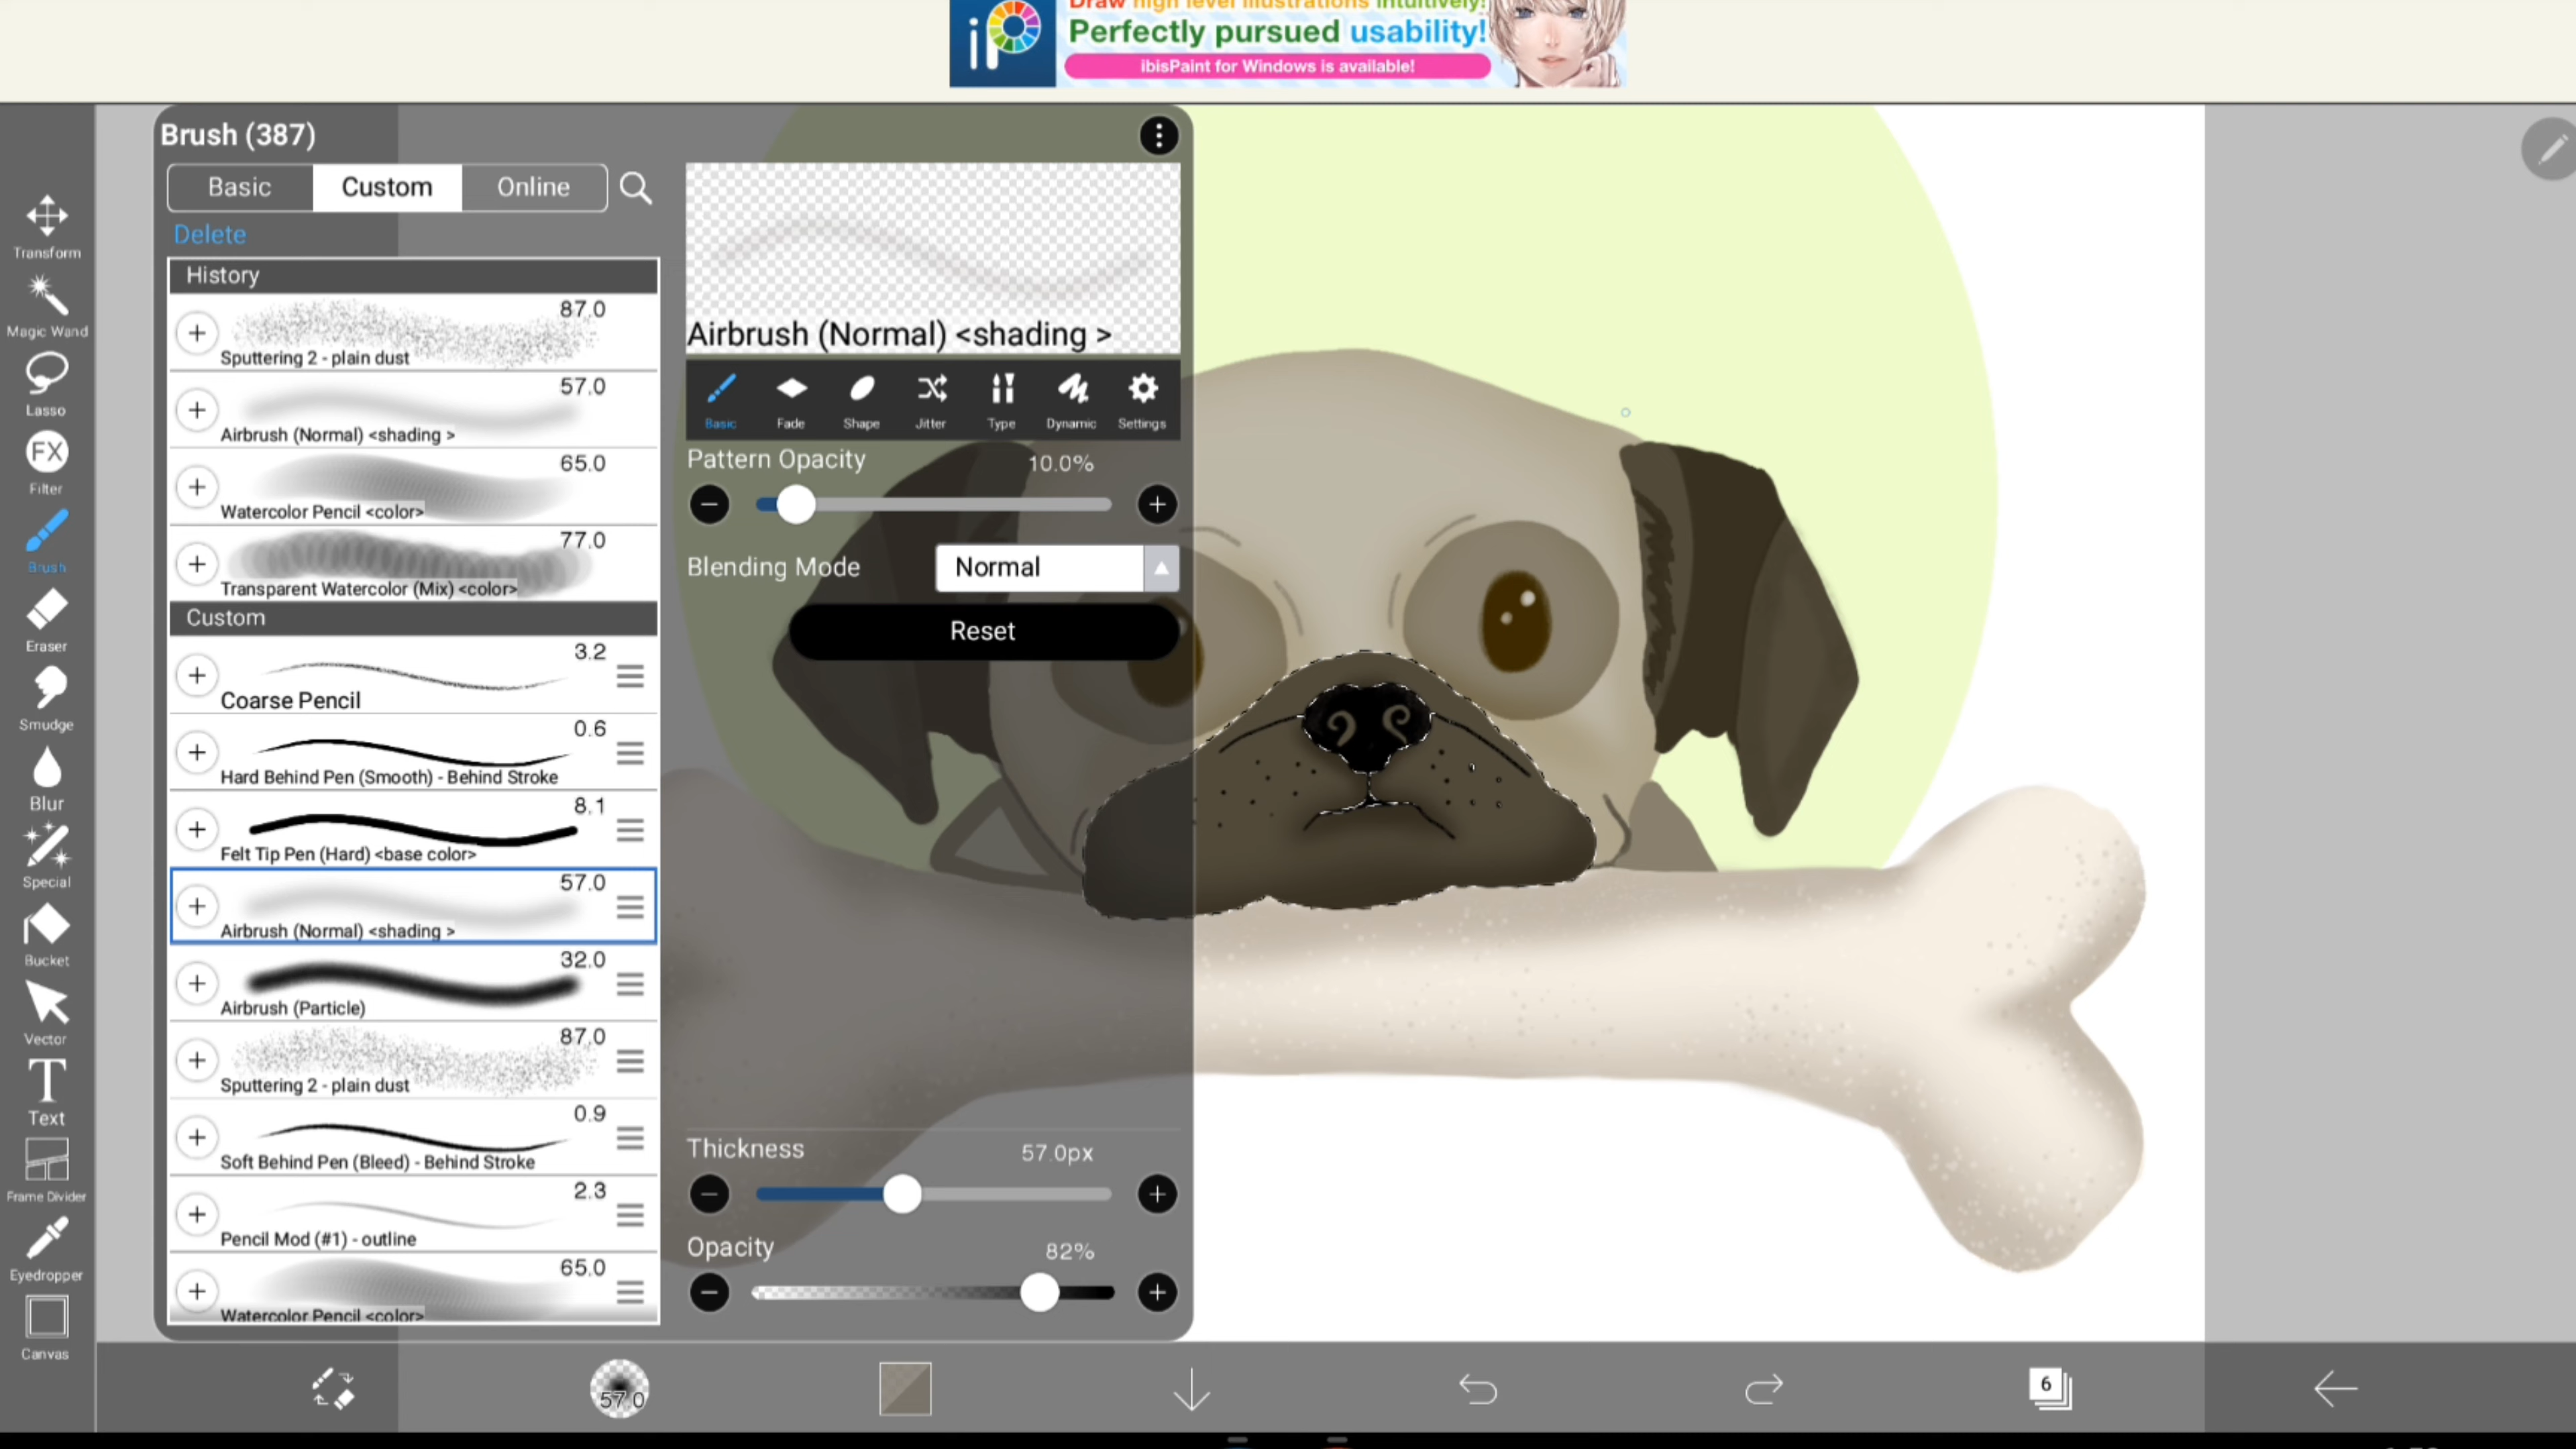 Draw high level illustrations intuitively!
iP
Perfectly pursued usability!
ibisPaint for Windows is available!
Brush (387)
Basic
Custom
Online
Delete
History
87.0
Sputtering 2 - plain dust
57.0
Airbrush (Normal) <shading >
65.0
Watercolor Pencil <color>
77.0
Transparent Watercolor (Mix) <color>
Custom
3.2
Coarse Pencil
0.6
Hard Behind Pen (Smooth) - Behind Stroke
8.1
Felt Tip Pen (Hard) <base color>
57.0
Airbrush (Normal) <shading >
32.0
Airbrush (Particle)
87.0
Sputtering 2 - plain dust
0.9
Soft Behind Pen (Bleed) - Behind Stroke
2.3
Pencil Mod (#1) - outline
65.0
Watercolor Pencil <color>
Airbrush (Normal) <shading >
Basic
Fade
Shape
Jitter
Type
Dynamic
Settings
Pattern Opacity 10.0%
Blending Mode Normal
Reset
Thickness 57.0px
Opacity 82%
Transform
Magic Wand
Lasso
FX
Filter
Brush
Eraser
Smudge
Blur
Special
Bucket
Vector
T
Text
Frame Divider
Eyedropper
Canvas
57.0
6